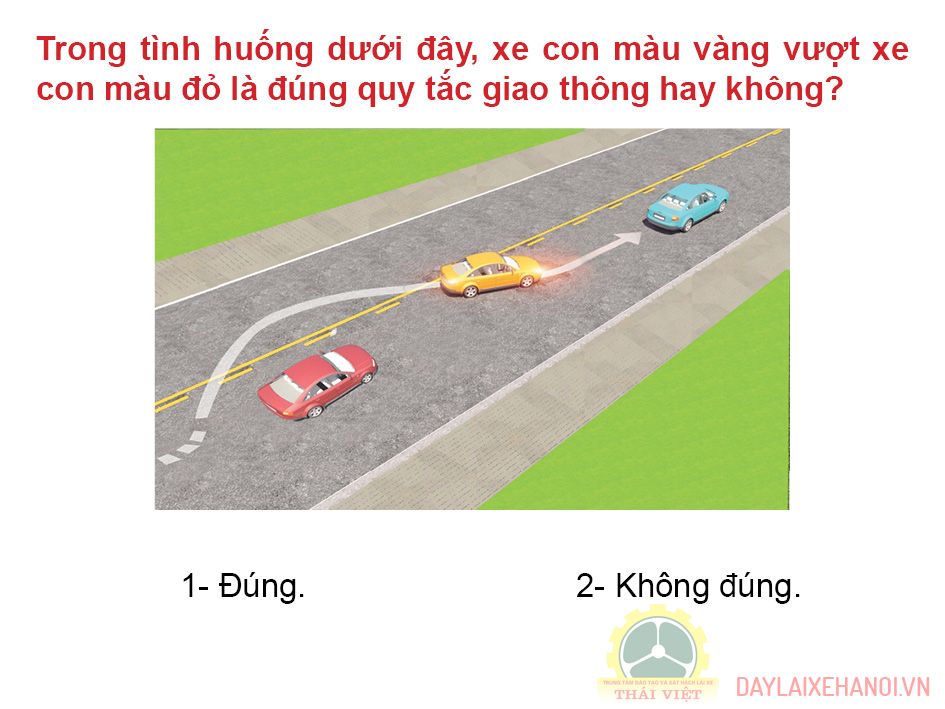 Trong tình huống dưới đây, xe con màu vàng vượt xe
con màu đỏ là đúng quy tắc giao thông hay không?
1- Đúng.
2- Không đúng.
TRUNG TÂM ĐÀO TẠO VÀ SÁT HẠCH LÁI XE
THÁI VIỆT
DAYLAIXEHANOI.VN